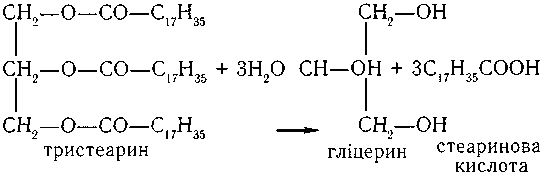 CH₂—O—CO—C₁₇H₃₅ CH₂—OH
CH₂—O—CO—C₁₇H₃₅ + 3H₂O CH—OH + 3C₁₇H₃₅COOH
CH₂—O—CO—C₁₇H₃₅ → CH₂—OH
тристеарин гліцерин стеаринова
кислота